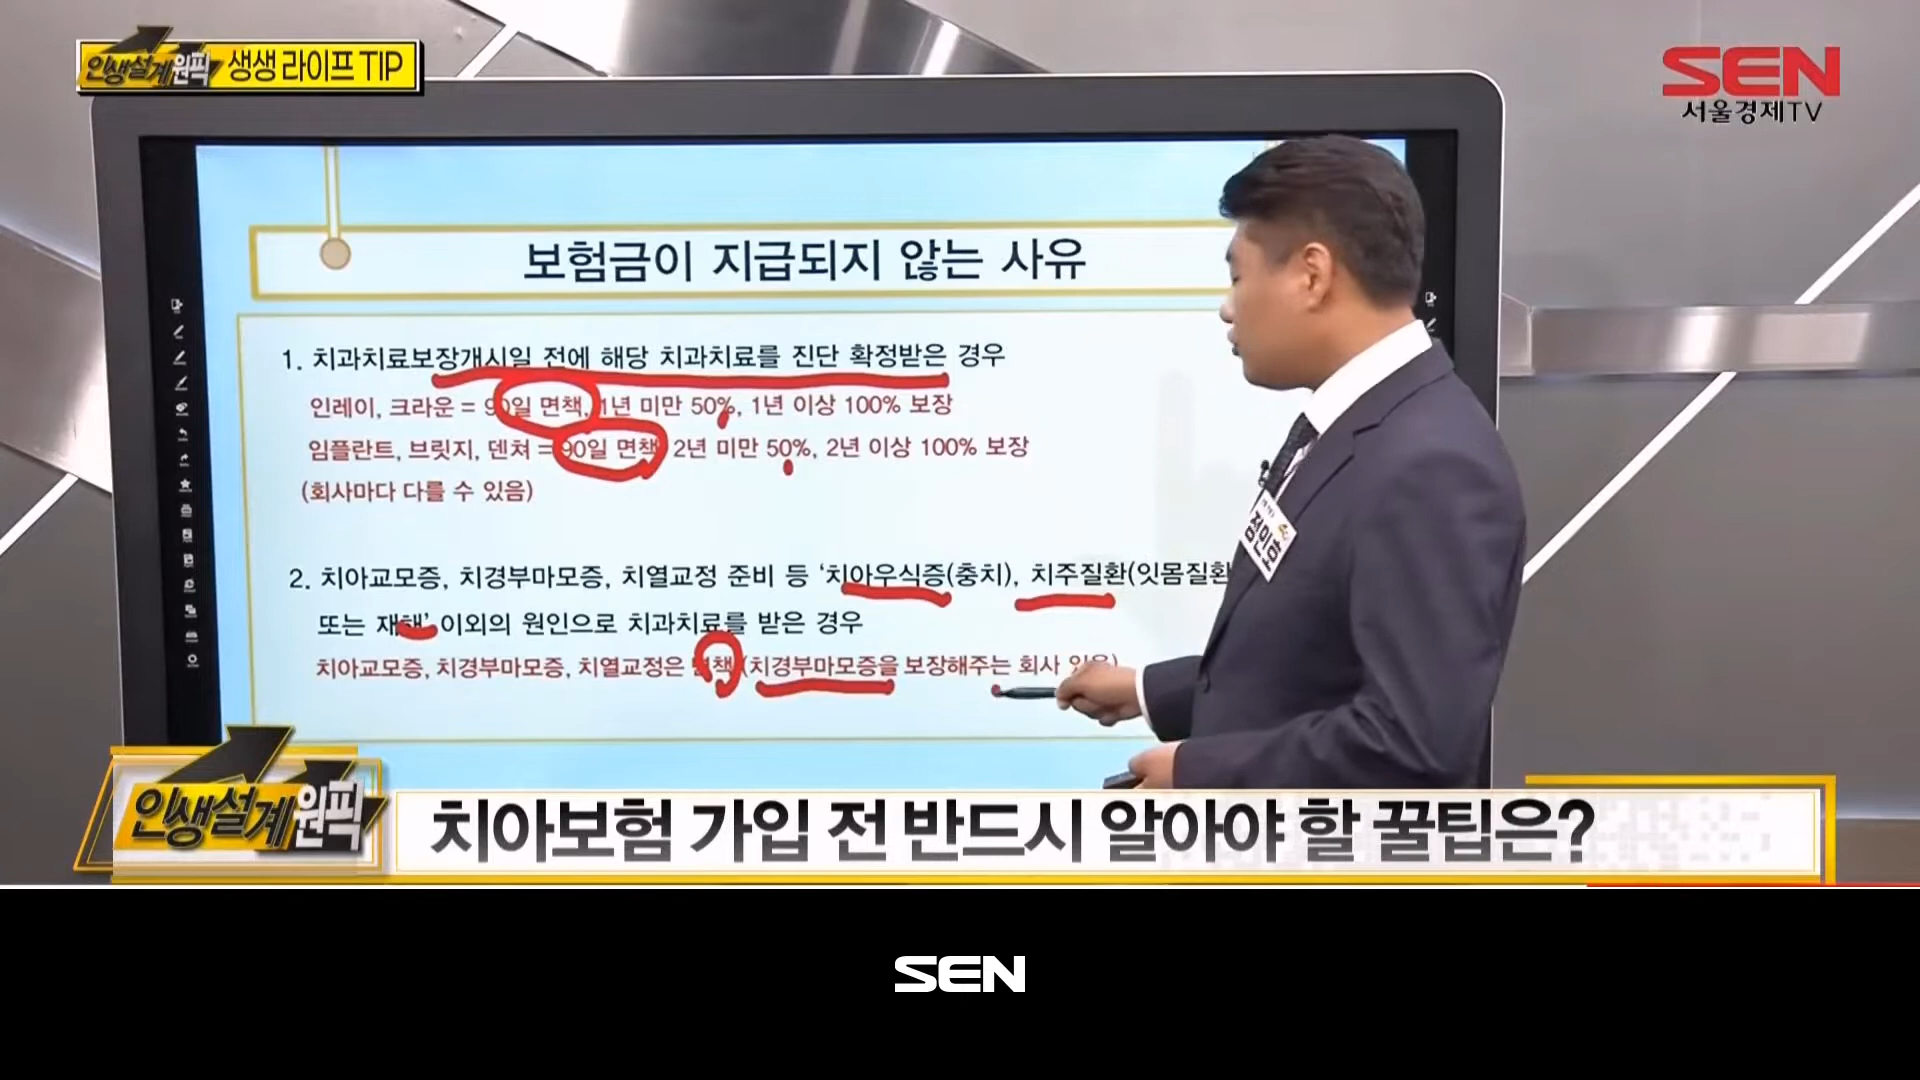 인생설계원픽 생생 라이프 TIP
SEN
서울경제TV
보험금이 지급되지 않는 사유
1. 치과치료보장개시일 전에 해당 치과치료를 진단 확정받은 경우
인레이, 크라운 = 90일 면책, 1년 미만 50%, 1년 이상 100% 보장
임플란트, 브릿지, 덴쳐 = 90일 면책, 2년 미만 50%, 2년 이상 100% 보장
(회사마다 다를 수 있음)
2. 치아교모증, 치경부마모증, 치열교정 준비 등 ‘치아우식증(충치), 치주질환(잇몸질환
또는 재해’ 이외의 원인으로 치과치료를 받은 경우
치아교모증, 치경부마모증, 치열교정은 면책 (치경부마모증을 보장해주는 회사 있음)
정민호
인생설계원픽
치아보험 가입 전 반드시 알아야 할 꿀팁은?
SEN